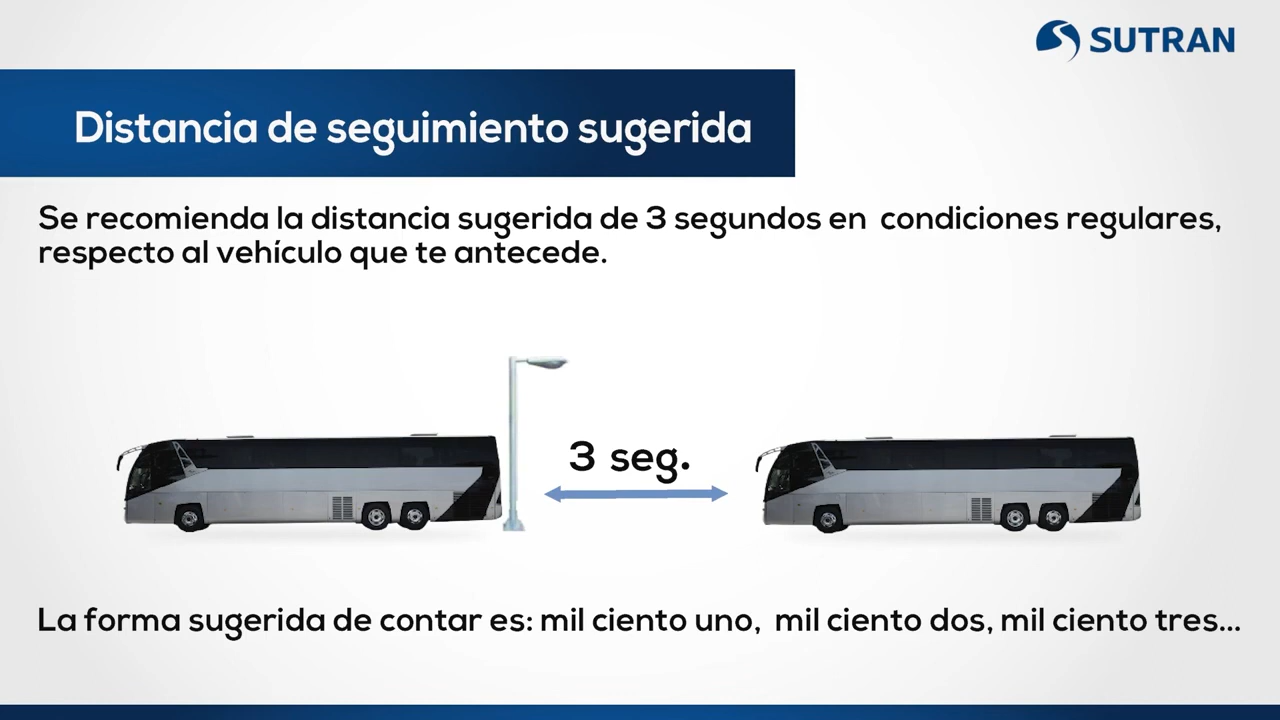 SUTRAN
Distancia de seguimiento sugerida
Se recomienda la distancia sugerida de 3 segundos en condiciones regulares,
respecto al vehículo que te antecede.
3 seg.
La forma sugerida de contar es: mil ciento uno, mil ciento dos, mil ciento tres...